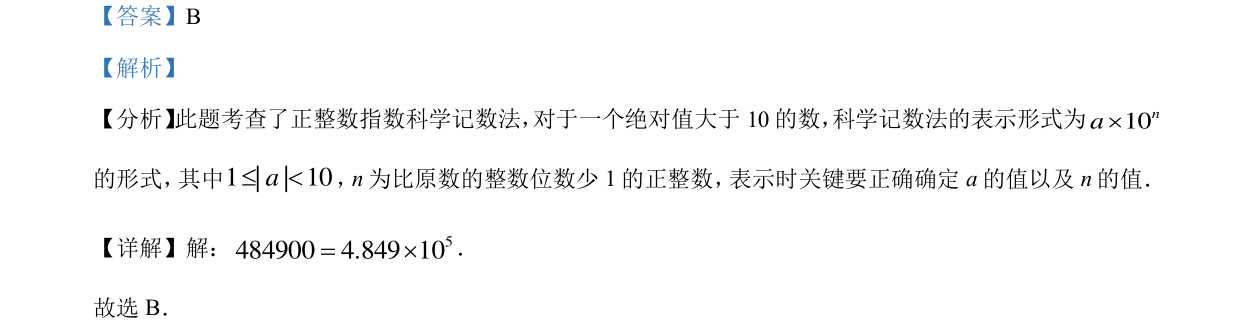 【答案】B
【解析】
【分析】此题考查了正整数指数科学记数法,对于一个绝对值大于 10 的数,科学记数法的表示形式为 a×10ⁿ
的形式,其中1≤|a|<10,n 为比原数的整数位数少 1 的正整数,表示时关键要正确确定 a 的值以及 n 的值.
【详解】解:484900=4.849×10⁵.
故选 B.